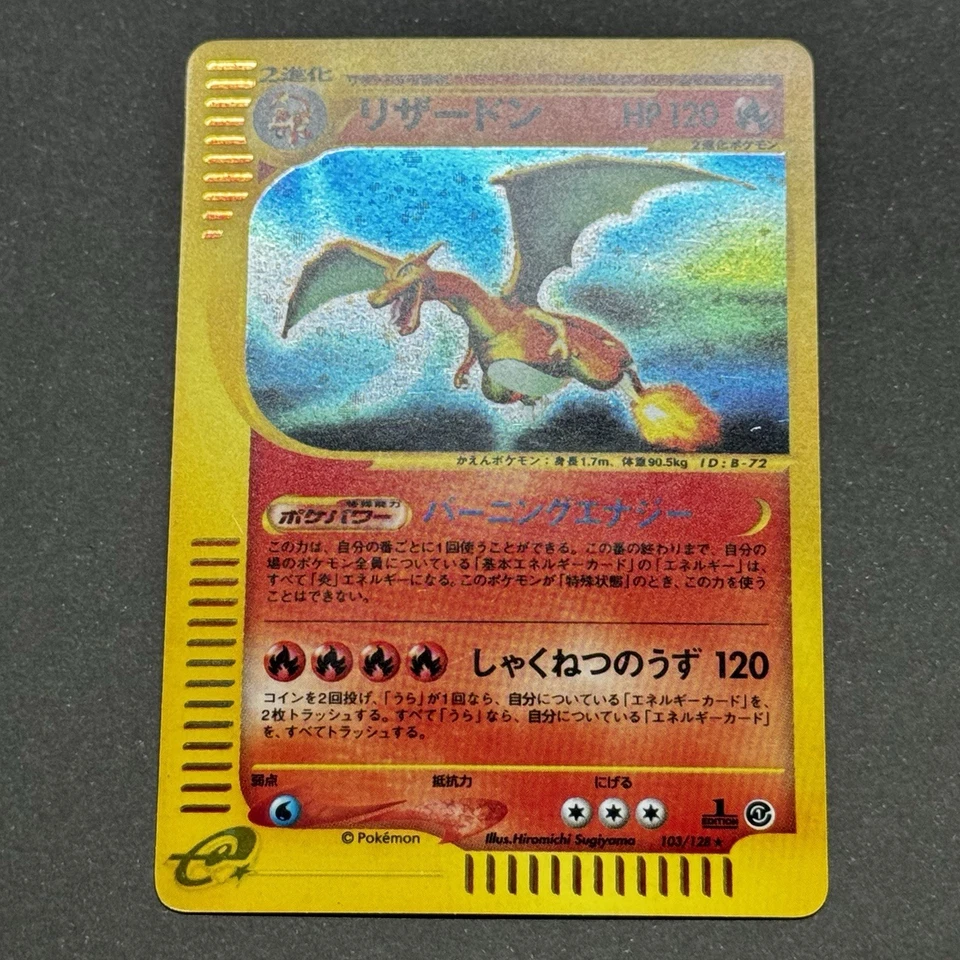 2進化
リザードン HP 120
2進化ポケモン
かえんポケモン：身長1.7m、体重90.5kg ID：B-72
特殊能力
ポケパワー バーニングエナジー
この力は、自分の番ごとに1回使うことができる。この番の終わりまで、自分の
場のポケモン全員についている「基本エネルギーカード」の「エネルギー」は、
すべて「炎」エネルギーになる。このポケモンが「特殊状態」のとき、この力を使う
ことはできない。
しゃくねつのうず 120
コインを2回投げ、「うら」が1回なら、自分についている「エネルギーカード」を、
2枚トラッシュする。すべて「うら」なら、自分についている「エネルギーカード」
を、すべてトラッシュする。
弱点 抵抗力 にげる
1 EDITION
© Pokémon Illus.Hiromichi Sugiyama 103/128 ★
e